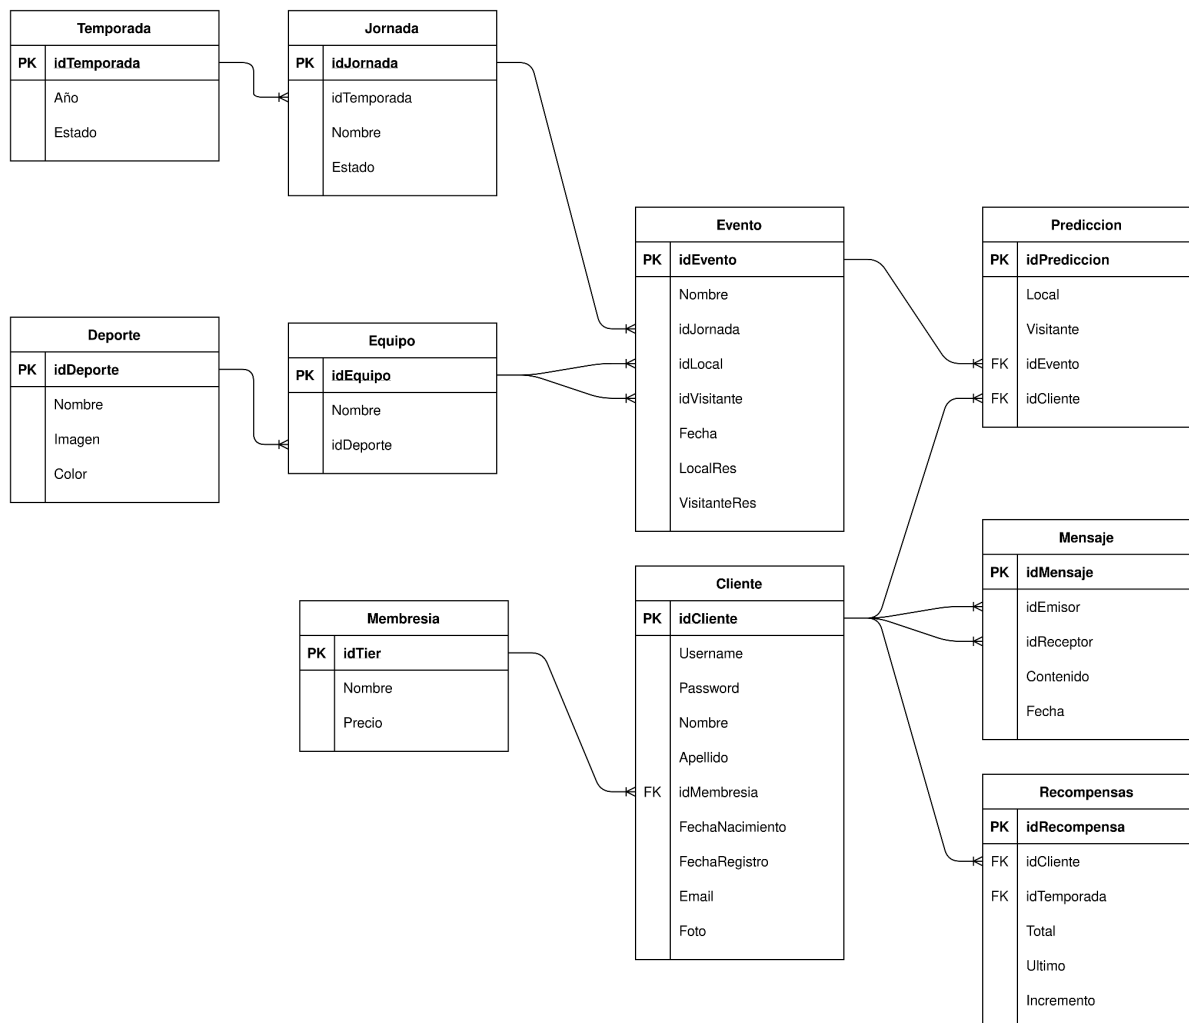 Temporada
PK idTemporada
Año
Estado
Jornada
PK idJornada
idTemporada
Nombre
Estado
Deporte
PK idDeporte
Nombre
Imagen
Color
Equipo
PK idEquipo
Nombre
idDeporte
Evento
PK idEvento
Nombre
idJornada
idLocal
idVisitante
Fecha
LocalRes
VisitanteRes
Prediccion
PK idPrediccion
Local
Visitante
FK idEvento
FK idCliente
Membresia
PK idTier
Nombre
Precio
Cliente
PK idCliente
Username
Password
Nombre
Apellido
FK idMembresia
FechaNacimiento
FechaRegistro
Email
Foto
Mensaje
PK idMensaje
idEmisor
idReceptor
Contenido
Fecha
Recompensas
PK idRecompensa
FK idCliente
FK idTemporada
Total
Ultimo
Incremento